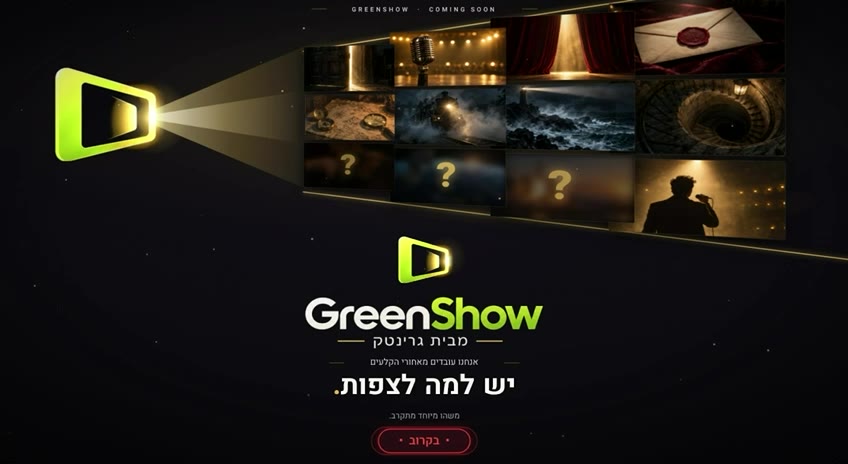 GREENSHOW · COMING SOON
?
?
?
GreenShow
מבית גרינטק
אנחנו עובדים מאחורי הקלעים
יש למה לצפות.
משהו מיוחד מתקרב.
• בקרוב •